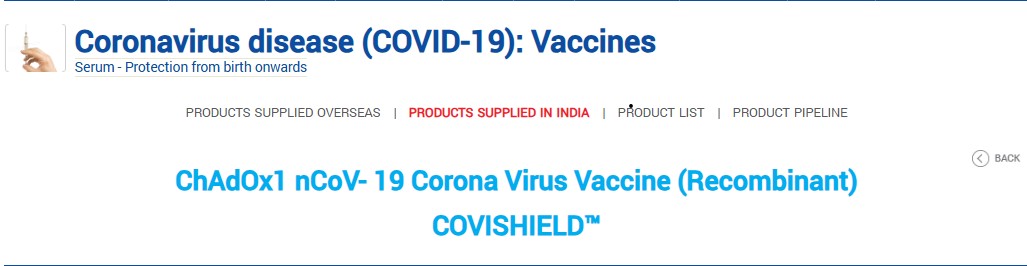 Coronavirus disease (COVID-19): Vaccines
Serum - Protection from birth onwards
PRODUCTS SUPPLIED OVERSEAS | PRODUCTS SUPPLIED IN INDIA | PRODUCT LIST | PRODUCT PIPELINE
BACK
ChAdOx1 nCoV- 19 Corona Virus Vaccine (Recombinant)
COVISHIELD™